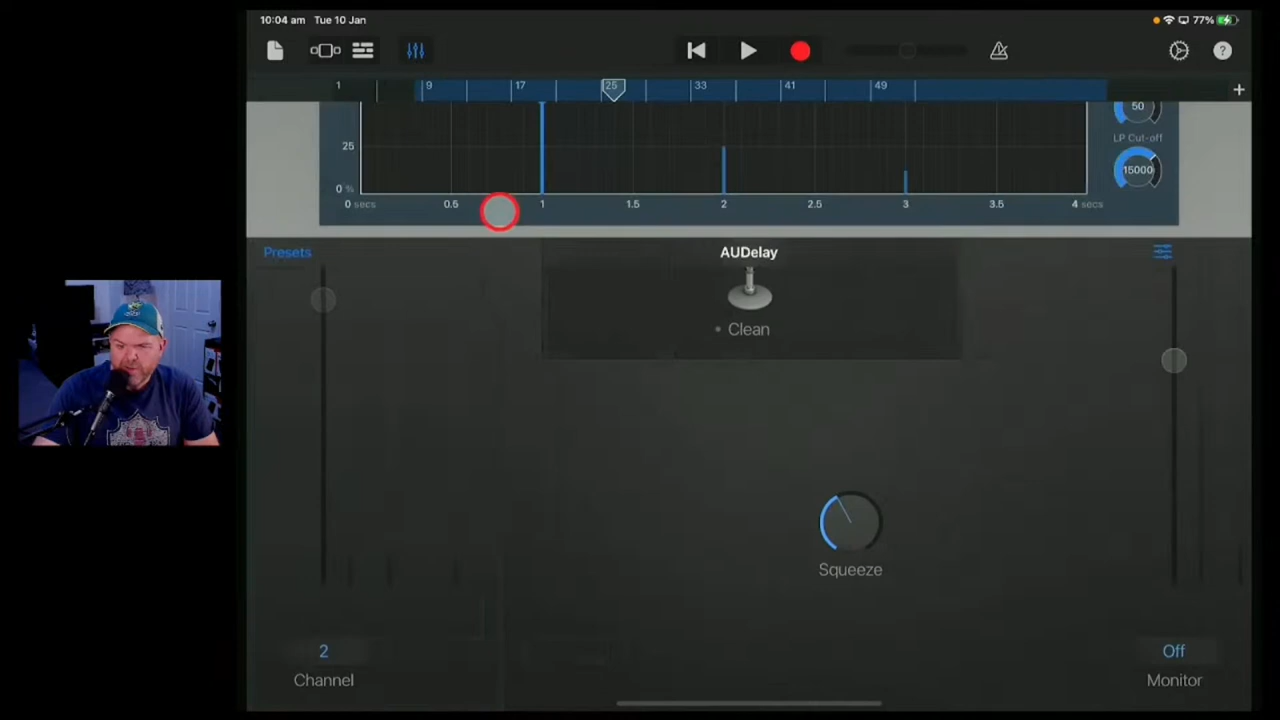 10:04 am Tue 10 Jan
77%
?
1 9 17 25 33 41 49 +
50
25
LP Cut-off
15000
0 %
0 secs 0.5 1 1.5 2 2.5 3 3.5 4 secs
Presets AUDelay
Clean
Squeeze
2 Off
Channel Monitor